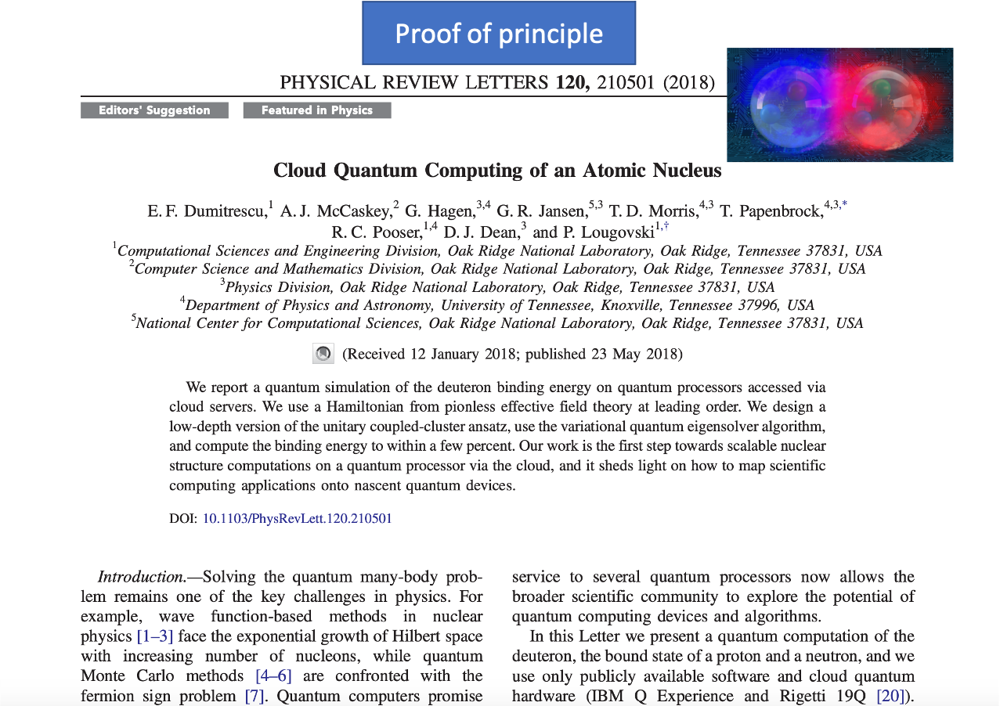 Proof of principle
PHYSICAL REVIEW LETTERS 120, 210501 (2018)
Editors' Suggestion
Featured in Physics
Cloud Quantum Computing of an Atomic Nucleus
E. F. Dumitrescu,1 A. J. McCaskey,2 G. Hagen,3,4 G. R. Jansen,5,3 T. D. Morris,4,3 T. Papenbrock,4,3,*
R. C. Pooser,1,4 D. J. Dean,3 and P. Lougovski1,†
1Computational Sciences and Engineering Division, Oak Ridge National Laboratory, Oak Ridge, Tennessee 37831, USA
2Computer Science and Mathematics Division, Oak Ridge National Laboratory, Oak Ridge, Tennessee 37831, USA
3Physics Division, Oak Ridge National Laboratory, Oak Ridge, Tennessee 37831, USA
4Department of Physics and Astronomy, University of Tennessee, Knoxville, Tennessee 37996, USA
5National Center for Computational Sciences, Oak Ridge National Laboratory, Oak Ridge, Tennessee 37831, USA
(Received 12 January 2018; published 23 May 2018)
We report a quantum simulation of the deuteron binding energy on quantum processors accessed via
cloud servers. We use a Hamiltonian from pionless effective field theory at leading order. We design a
low-depth version of the unitary coupled-cluster ansatz, use the variational quantum eigensolver algorithm,
and compute the binding energy to within a few percent. Our work is the first step towards scalable nuclear
structure computations on a quantum processor via the cloud, and it sheds light on how to map scientific
computing applications onto nascent quantum devices.
DOI: 10.1103/PhysRevLett.120.210501
Introduction.—Solving the quantum many-body prob-
lem remains one of the key challenges in physics. For
example, wave function-based methods in nuclear
physics [1–3] face the exponential growth of Hilbert space
with increasing number of nucleons, while quantum
Monte Carlo methods [4–6] are confronted with the
fermion sign problem [7]. Quantum computers promise
service to several quantum processors now allows the
broader scientific community to explore the potential of
quantum computing devices and algorithms.
In this Letter we present a quantum computation of the
deuteron, the bound state of a proton and a neutron, and we
use only publicly available software and cloud quantum
hardware (IBM Q Experience and Rigetti 19Q [20]).